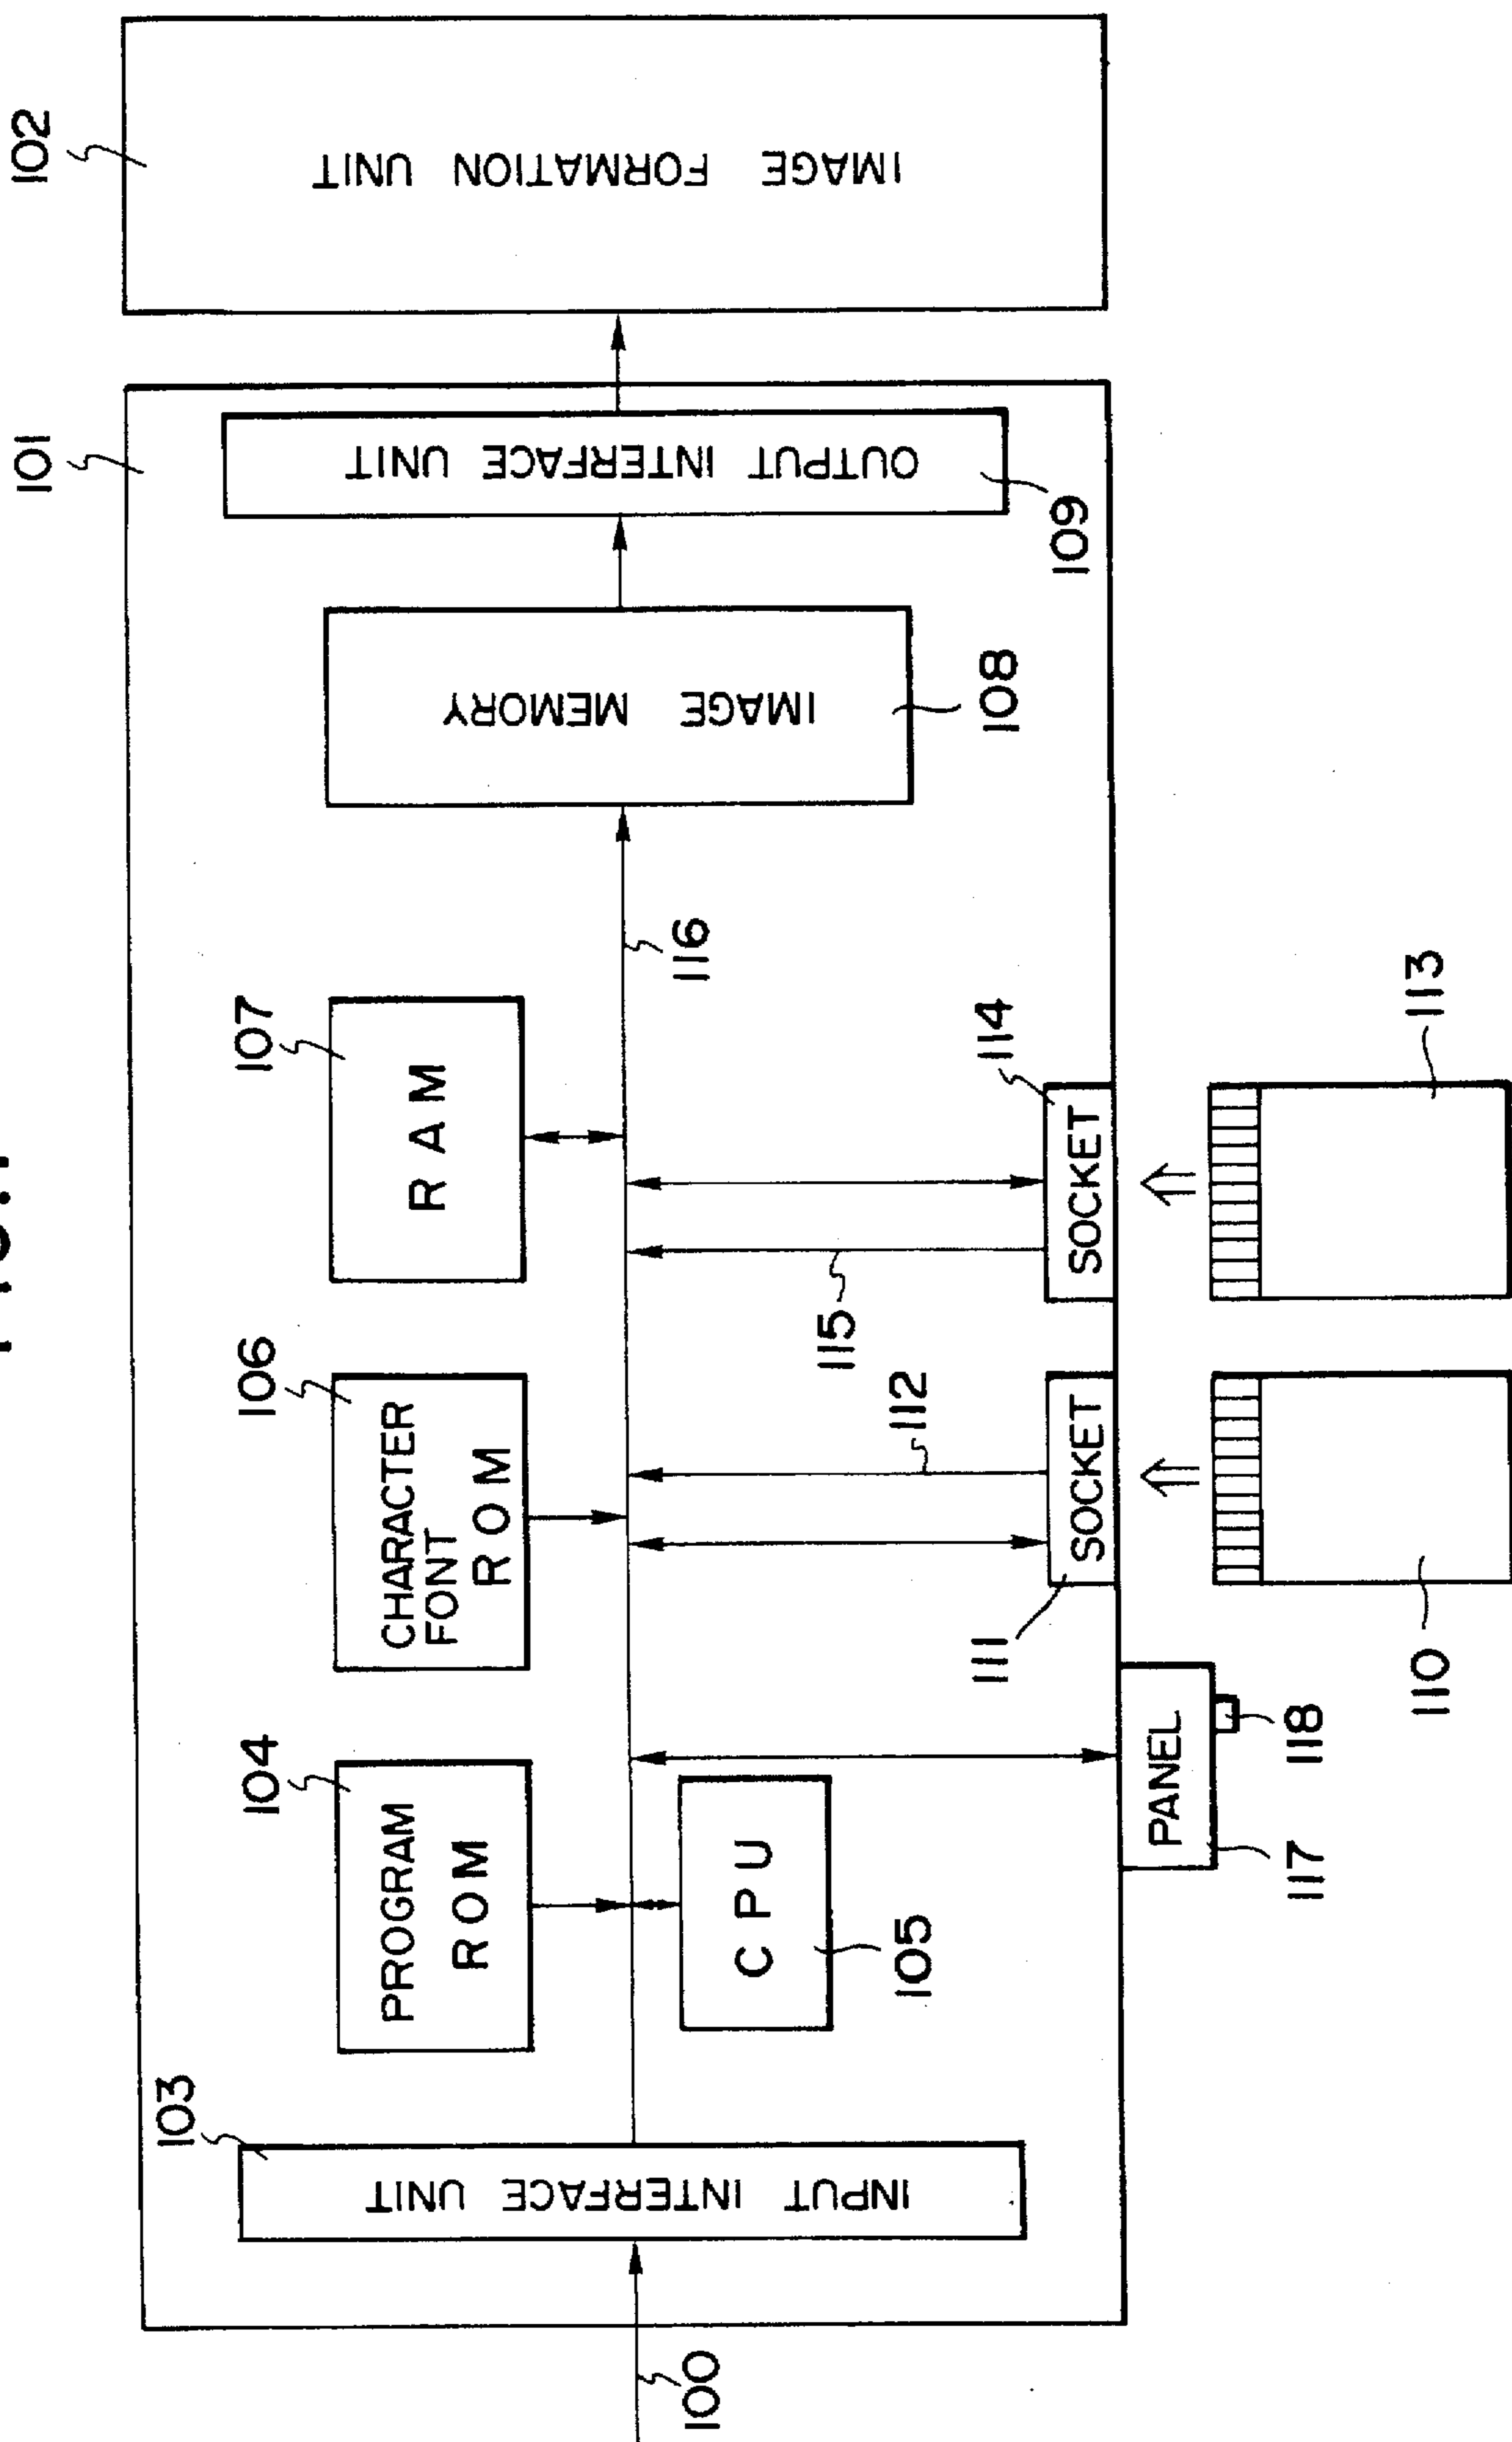 102
IMAGE FORMATION UNIT
101
OUTPUT INTERFACE UNIT
109
IMAGE MEMORY
108
116
107
RAM
114
SOCKET
115
113
106
CHARACTER
FONT
ROM
112
111
SOCKET
110
104
PROGRAM
ROM
CPU
105
PANEL
118
117
103
INPUT INTERFACE UNIT
100